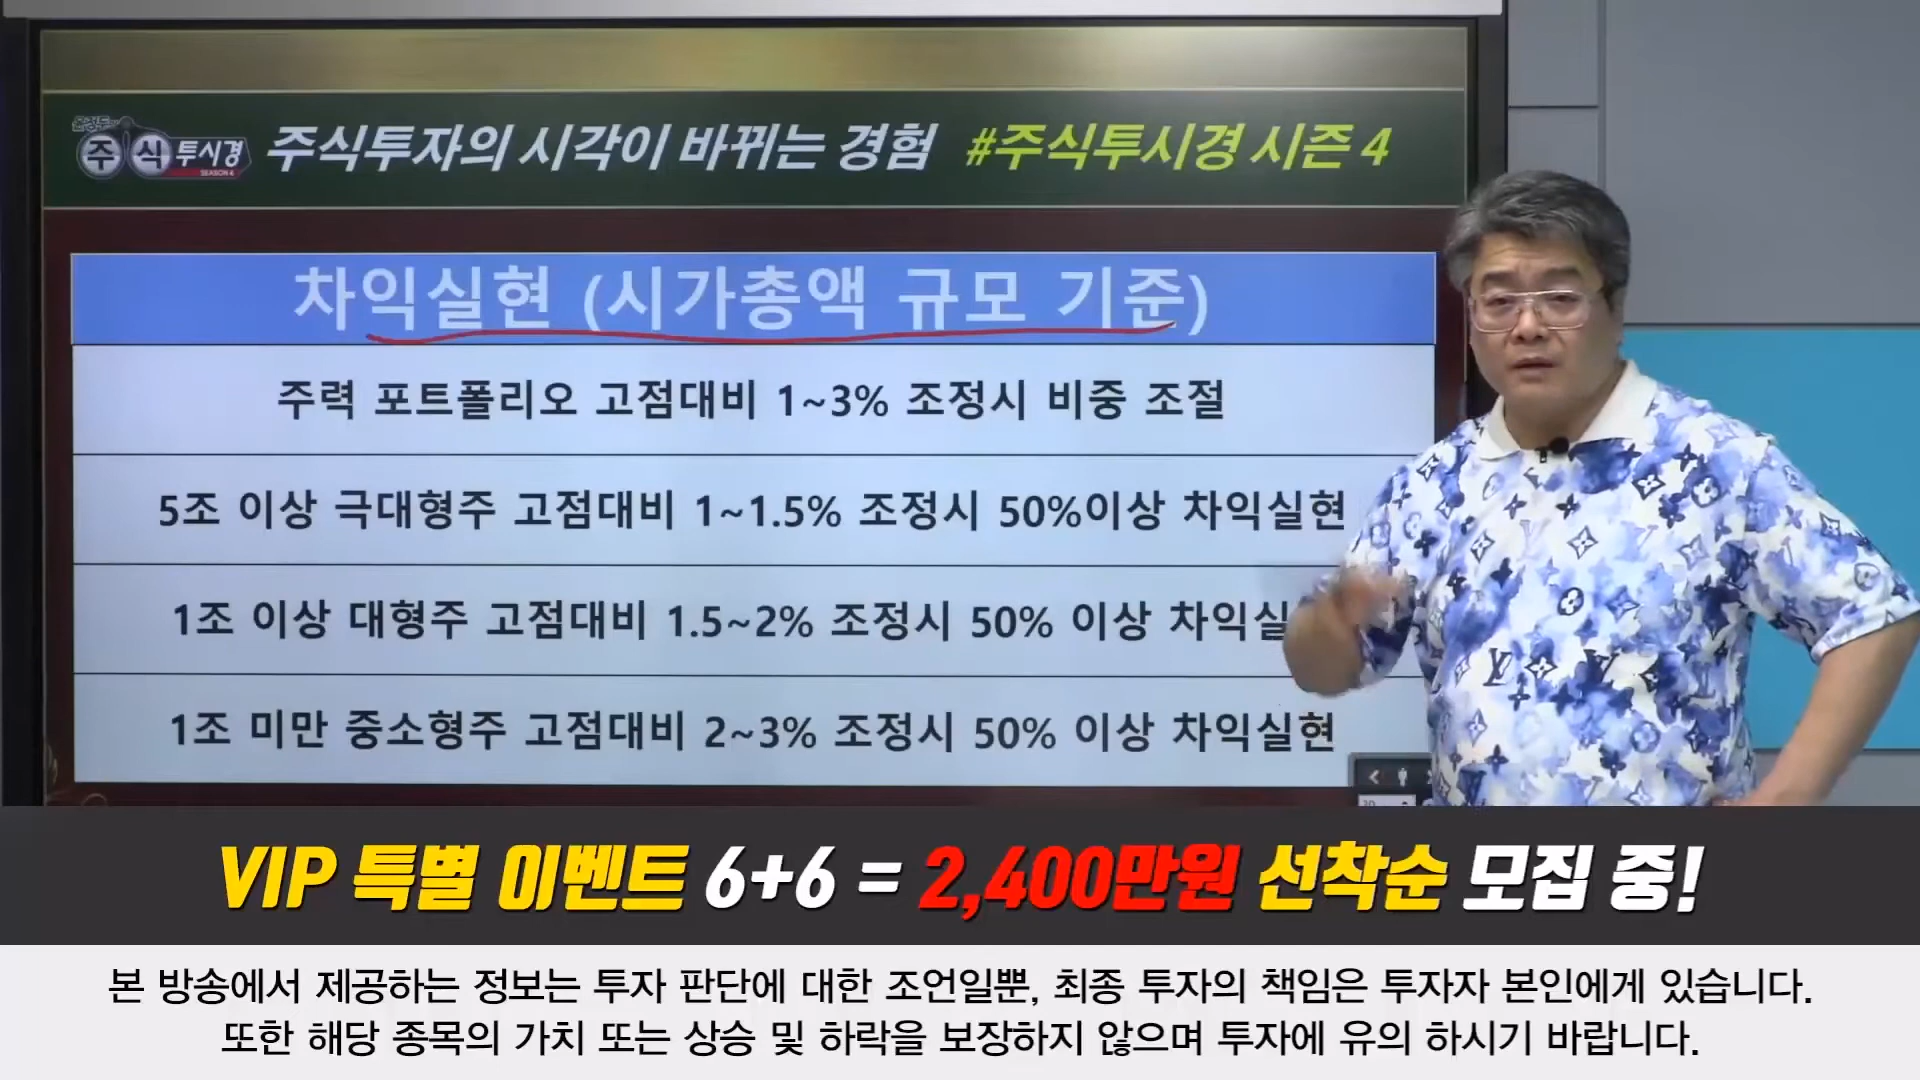 윤정두의
주식투시경
SEASON 4
주식투자의 시각이 바뀌는 경험 #주식투시경 시즌 4
차익실현 (시가총액 규모 기준)
주력 포트폴리오 고점대비 1~3% 조정시 비중 조절
5조 이상 극대형주 고점대비 1~1.5% 조정시 50%이상 차익실현
1조 이상 대형주 고점대비 1.5~2% 조정시 50% 이상 차익실
1조 미만 중소형주 고점대비 2~3% 조정시 50% 이상 차익실현
VIP 특별 이벤트 6+6 = 2,400만원 선착순 모집 중!
본 방송에서 제공하는 정보는 투자 판단에 대한 조언일뿐, 최종 투자의 책임은 투자자 본인에게 있습니다.
또한 해당 종목의 가치 또는 상승 및 하락을 보장하지 않으며 투자에 유의 하시기 바랍니다.